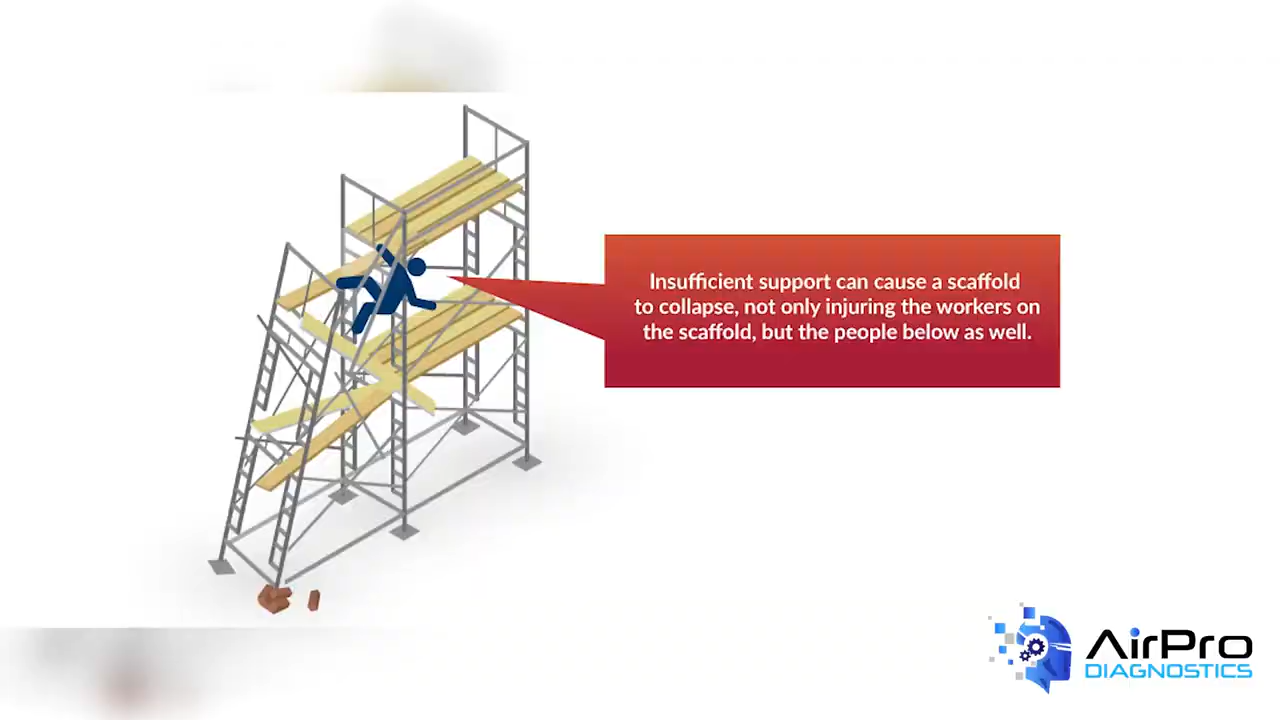 Insufficient support can cause a scaffold
to collapse, not only injuring the workers on
the scaffold, but the people below as well.
AirPro
DIAGNOSTICS